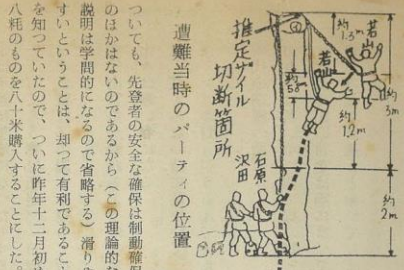 若山
約1.3m
若山
約3m
約1.2m
約2m
推定ザイル
切断箇所
石原
沢田
遭難当時のパーティの位置
ついても、先登者の安全な確保は制動確保
のほかはないのであるから(この理論的な
説明は学問的になるので省略する)滑り
すいということは、却つて有利であること
を知つていたので、ついに昨年十二月初め
八粍のものを八十米購入することにした。